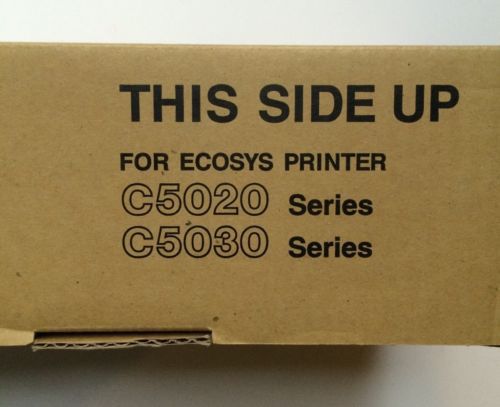 THIS SIDE UP
FOR ECOSYS PRINTER
C5020 Series
C5030 Series